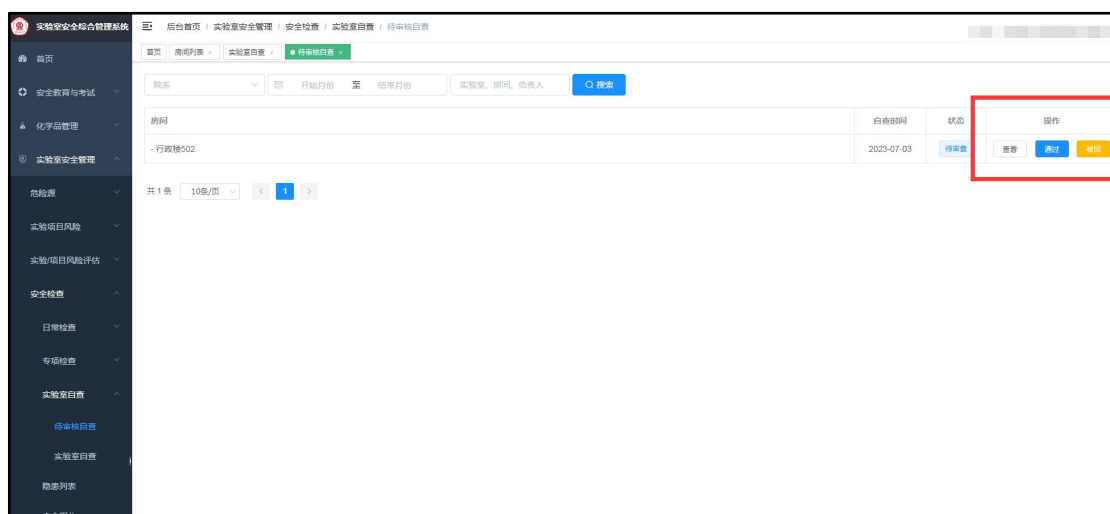 实验室安全综合管理系统
后台首页 / 实验室安全管理 / 安全检查 / 实验室自查 / 待审核自查
首页 房间列表 × 实验室自查 × ● 待审核自查 ×
首页
安全教育与考试
化学品管理
实验室安全管理
危险源
实验项目风险
实验/项目风险评估
安全检查
日常检查
专项检查
实验室自查
待审核自查
实验室自查
隐患列表
院系 开始月份 至 结束月份 实验室、房间、负责人 搜索
房间 自查时间 状态 操作
- 行政楼502 2023-07-03 待审查 查看 通过 驳回
共 1 条 10条/页 < 1 >